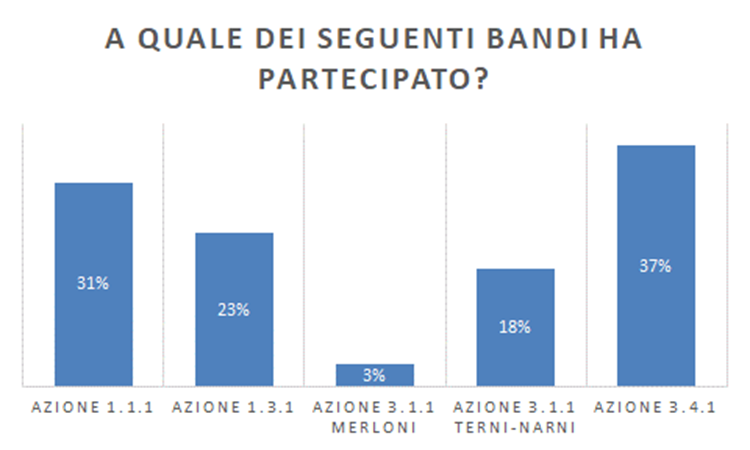 A QUALE DEI SEGUENTI BANDI HA
PARTECIPATO?
31%
23%
3%
18%
37%
AZIONE 1.1.1
AZIONE 1.3.1
AZIONE 3.1.1
MERLONI
AZIONE 3.1.1
TERNI-NARNI
AZIONE 3.4.1